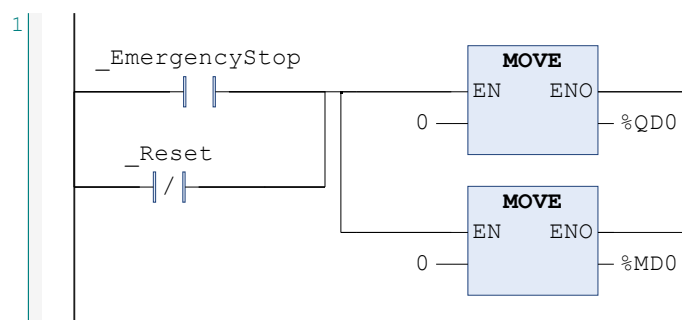 1
_EmergencyStop
MOVE
EN ENO
0 %QD0
_Reset
/
MOVE
EN ENO
0 %MD0